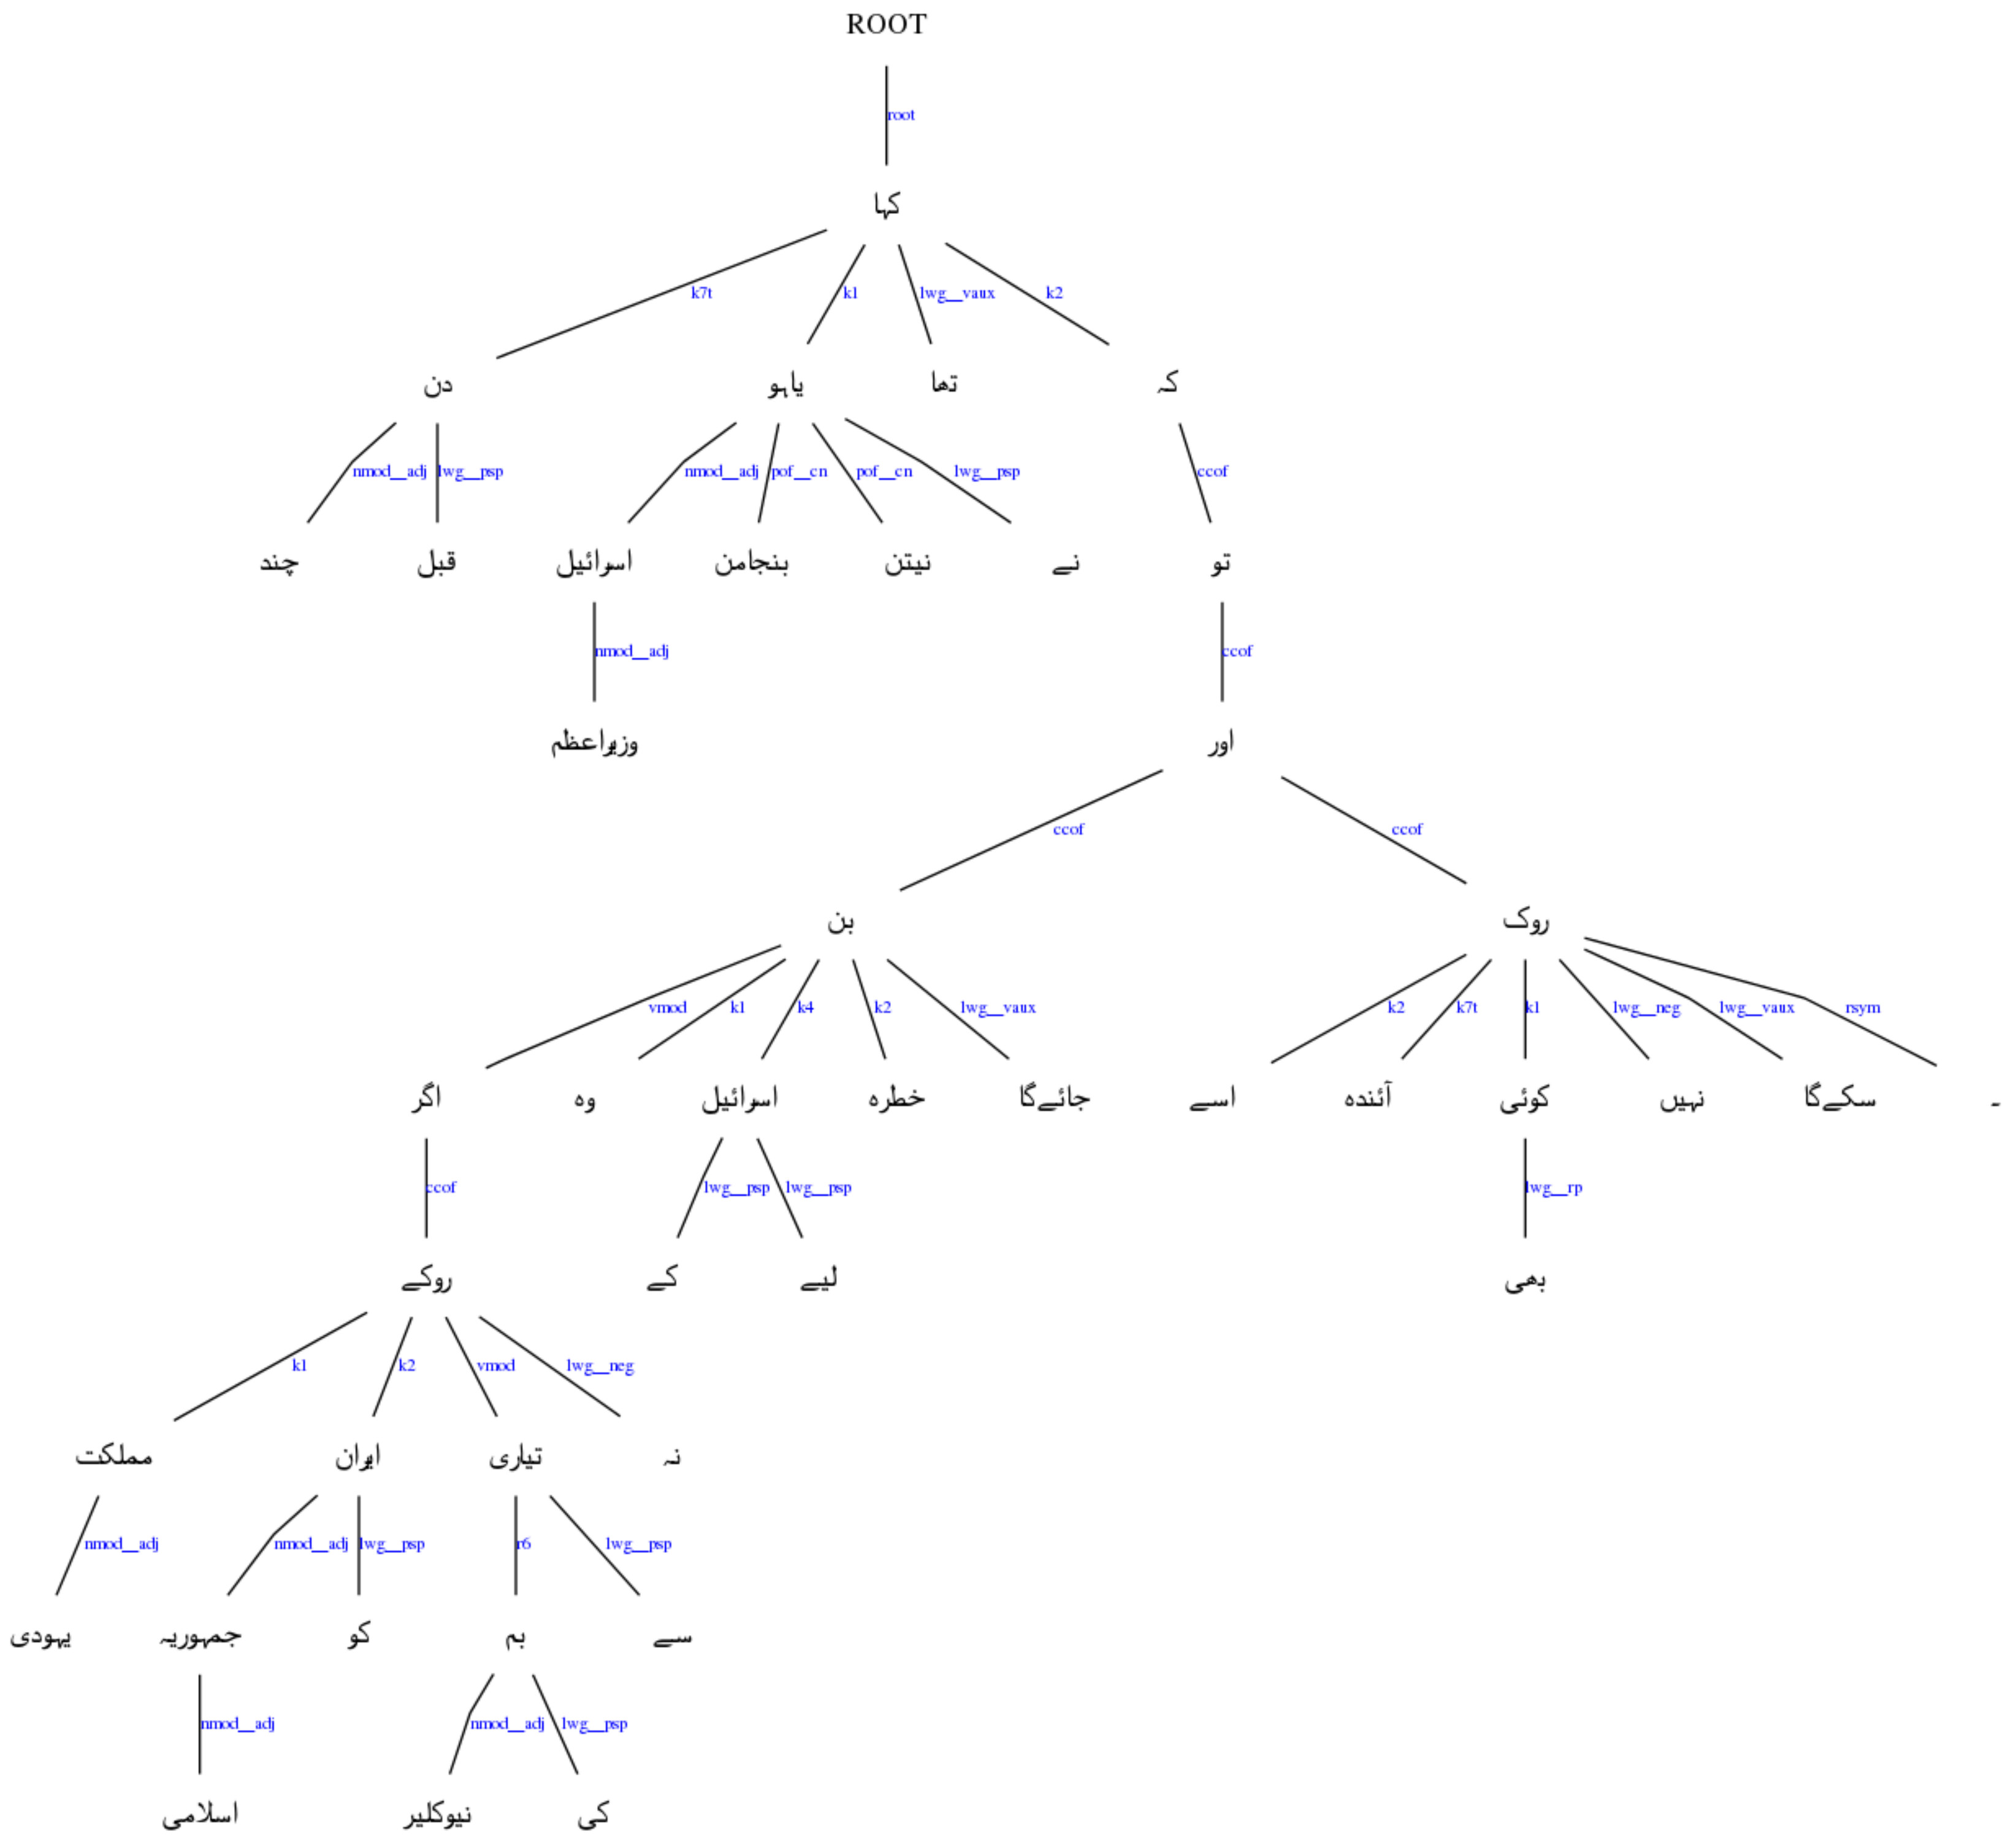 ROOT
root
کہا
k7t k1 lwg__vaux k2
دن یاہو تھا کہ
nmod__adj lwg__psp nmod__adj pof__cn pof__cn lwg__psp ccof
چند قبل اسرائیل بنجامن نیتن نے تو
nmod__adj ccof
وزیراعظم اور
ccof ccof
بن روک
vmod k1 k4 k2 lwg__vaux k2 k7t k1 lwg__neg lwg__vaux rsym
اگر وہ اسرائیل خطرہ جائےگا اسے آئندہ کوئی نہیں سکےگا ۔
ccof lwg__psp lwg__psp lwg__rp
روکے کے لیے بھی
k1 k2 vmod lwg__neg
مملکت ایران تیاری نہ
nmod__adj nmod__adj lwg__psp r6 lwg__psp
یہودی جمہوریہ کو بم سے
nmod__adj nmod__adj lwg__psp
اسلامی نیوکلیر کی